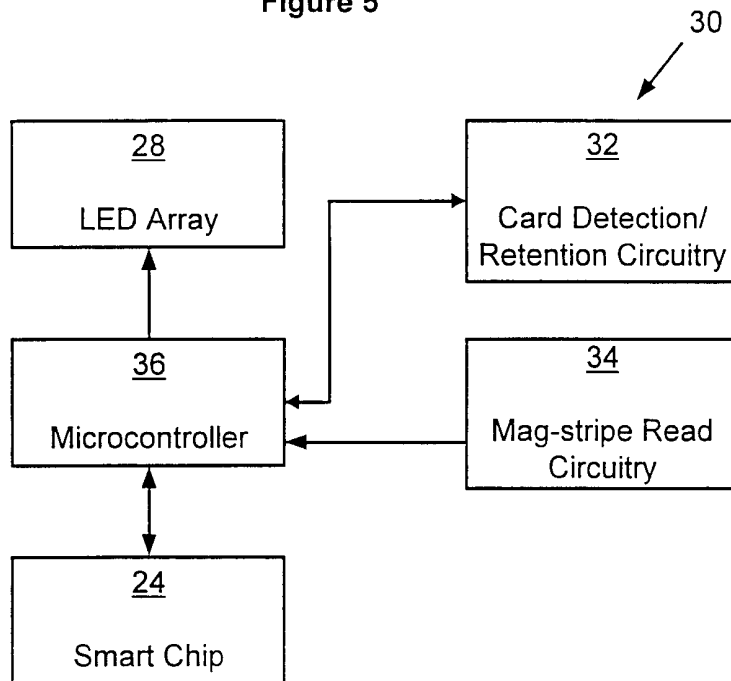 Figure 5
30
28
LED Array
32
Card Detection/
Retention Circuitry
36
Microcontroller
34
Mag-stripe Read
Circuitry
24
Smart Chip